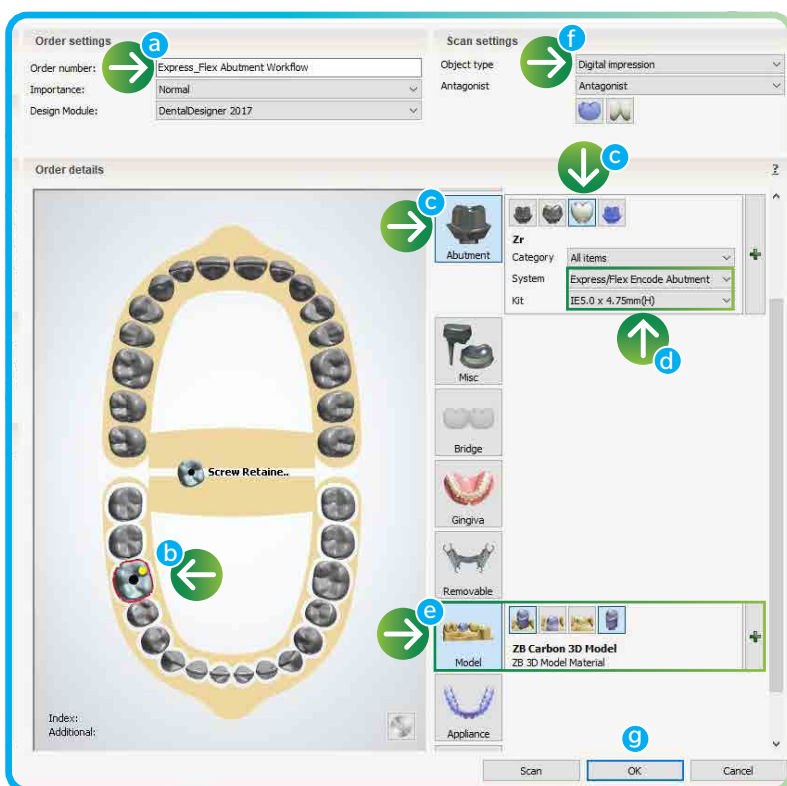 Order settings
a
Order number:
Express_Flex Abutment Workflow
Importance:
Normal
Design Module:
DentalDesigner 2017
Scan settings
f
Object type
Digital impression
Antagonist
Antagonist
Order details
?
c
c
Abutment
Zr
Category
All items
System
Express/Flex Encode Abutment
Kit
IE5.0 x 4.75mm(H)
d
Misc
Bridge
Screw Retaine..
Gingiva
b
Removable
e
Model
ZB Carbon 3D Model
ZB 3D Model Material
Appliance
Index:
Additional:
g
Scan
OK
Cancel